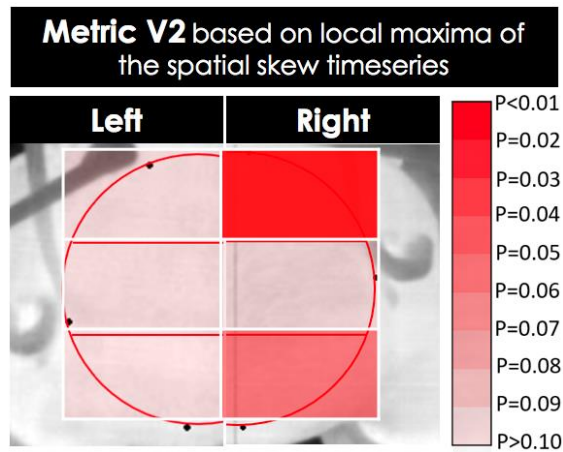 Metric V2 based on local maxima of
the spatial skew timeseries
Left
Right
P<0.01
P=0.02
P=0.03
P=0.04
P=0.05
P=0.06
P=0.07
P=0.08
P=0.09
P>0.10